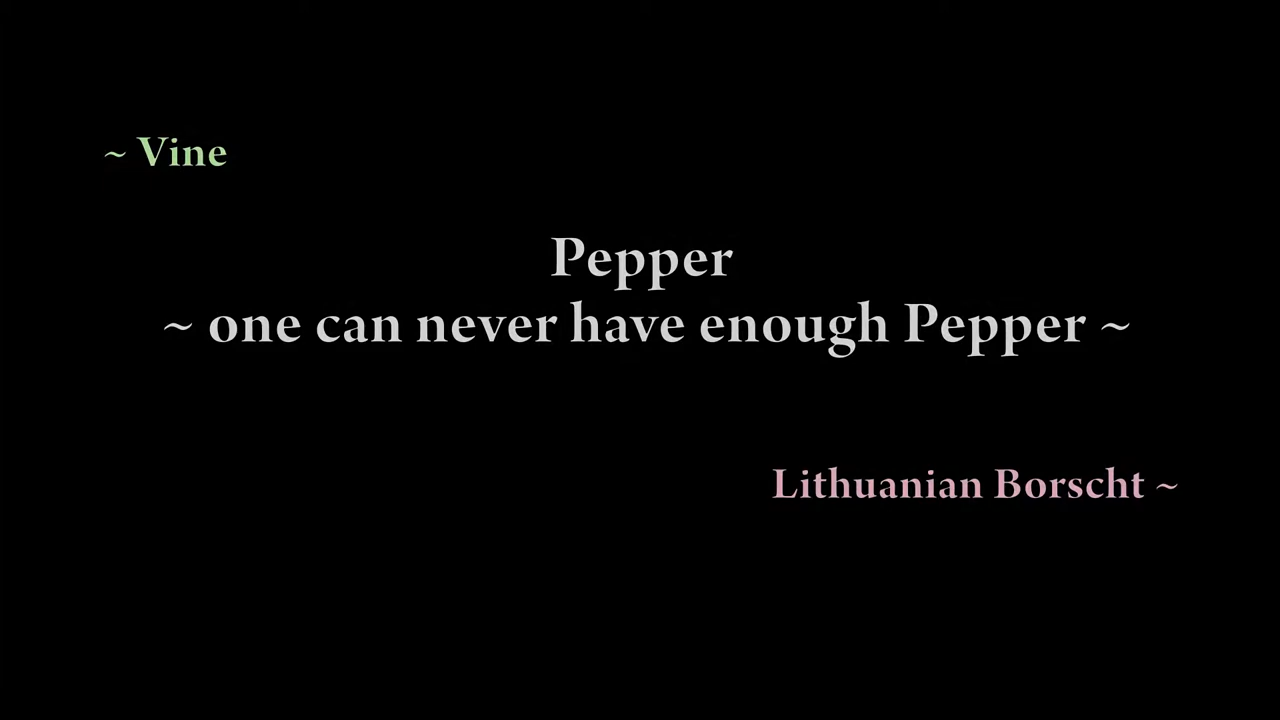 ~ Vine
Pepper
~ one can never have enough Pepper ~
Lithuanian Borscht ~